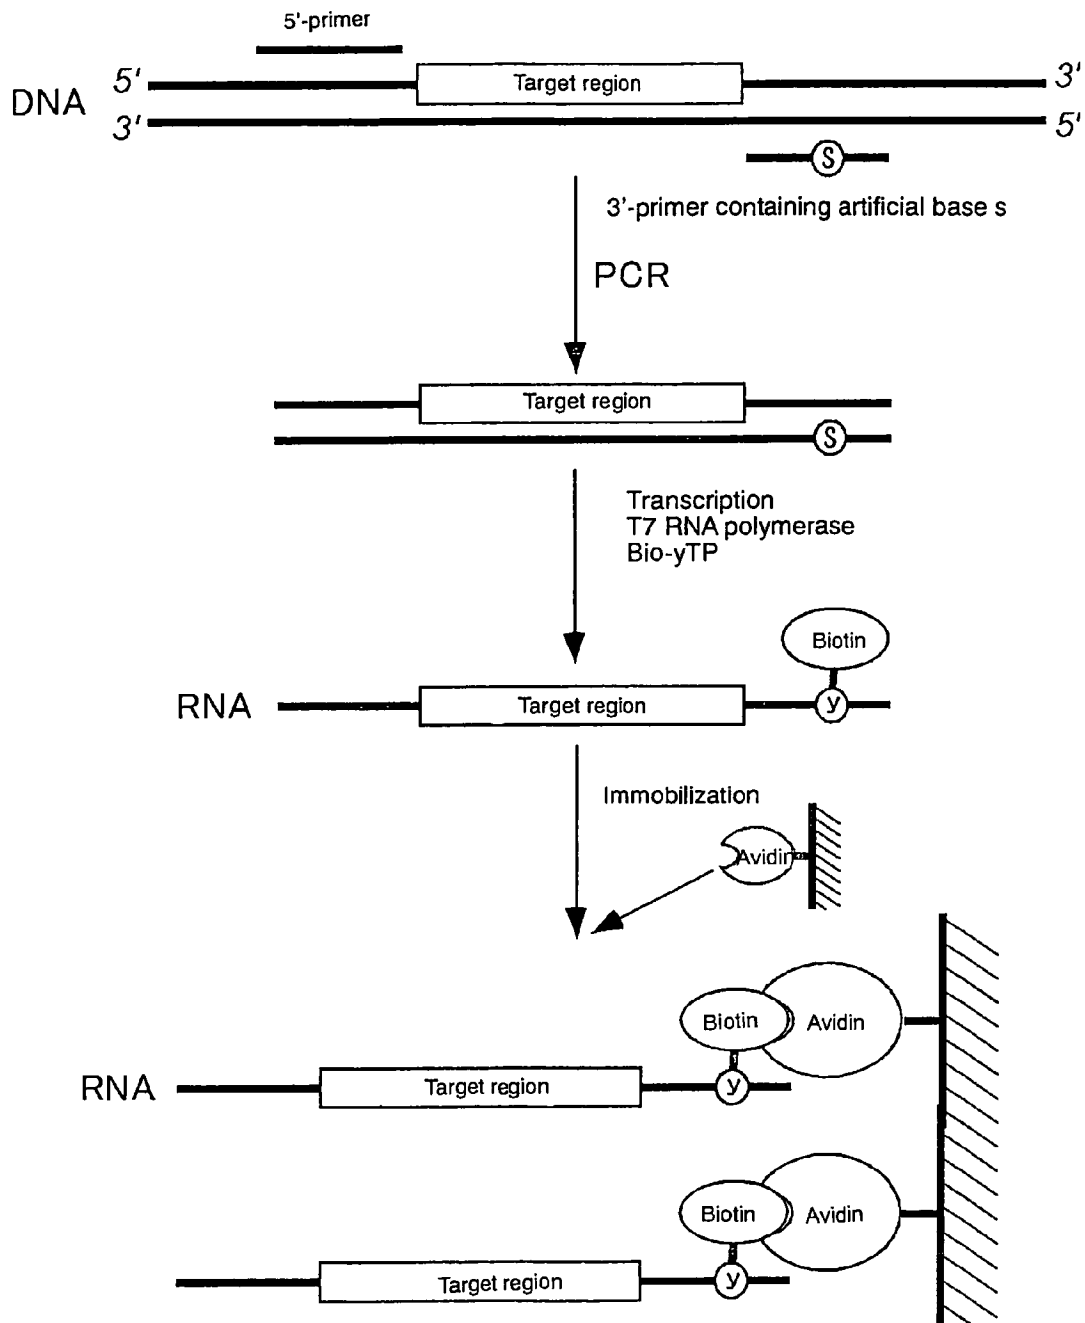 5'-primer
5' Target region 3'
DNA
3' 5'
S
3'-primer containing artificial base s
PCR
Target region
S
Transcription
T7 RNA polymerase
Bio-yTP
Biotin
RNA Target region y
Immobilization
Avidin
Biotin Avidin
RNA Target region y
Biotin Avidin
Target region y